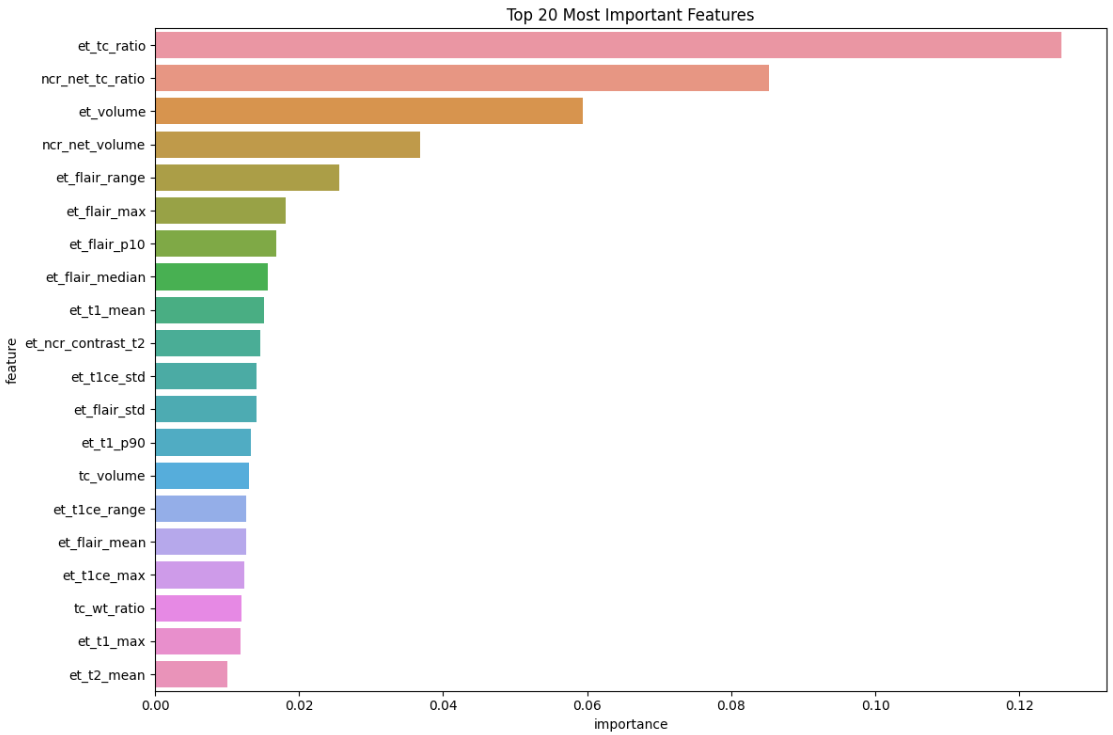 Top 20 Most Important Features
et_tc_ratio
ncr_net_tc_ratio
et_volume
ncr_net_volume
et_flair_range
et_flair_max
et_flair_p10
et_flair_median
et_t1_mean
et_ncr_contrast_t2
et_t1ce_std
et_flair_std
et_t1_p90
tc_volume
et_t1ce_range
et_flair_mean
et_t1ce_max
tc_wt_ratio
et_t1_max
et_t2_mean
feature
0.00 0.02 0.04 0.06 0.08 0.10 0.12
importance